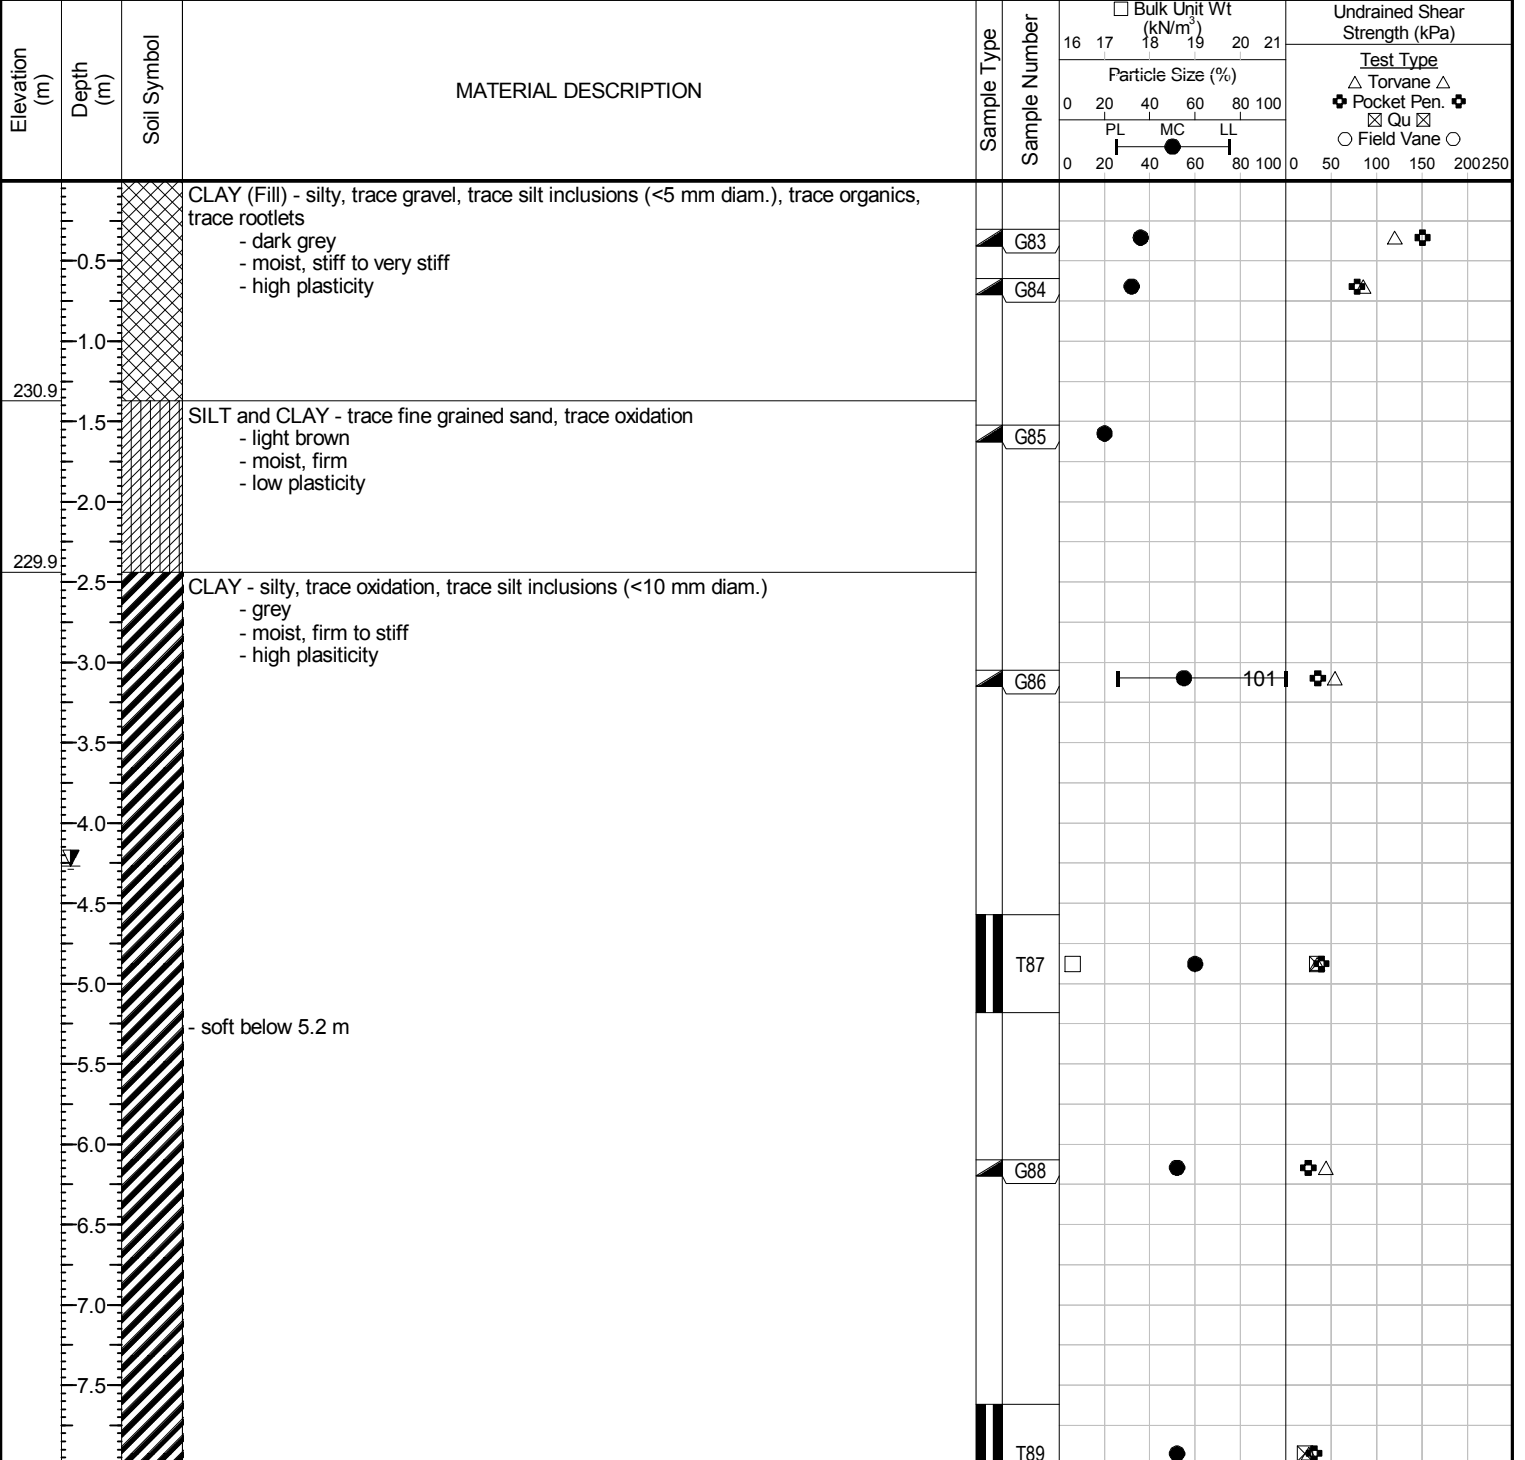 Elevation
(m)
Depth
(m)
Soil Symbol
MATERIAL DESCRIPTION
Sample Type
Sample Number
Bulk Unit Wt
(kN/m³)
16 17 18 19 20 21
Particle Size (%)
0 20 40 60 80 100
PL MC LL
0 20 40 60 80 100
Undrained Shear
Strength (kPa)
Test Type
△ Torvane △
Pocket Pen.
☒ Qu ☒
○ Field Vane ○
0 50 100 150 200 250
CLAY (Fill) - silty, trace gravel, trace silt inclusions (<5 mm diam.), trace organics,
trace rootlets
- dark grey
- moist, stiff to very stiff
- high plasticity
G83
0.5
G84
1.0
230.9
SILT and CLAY - trace fine grained sand, trace oxidation
- light brown
- moist, firm
- low plasticity
1.5
G85
2.0
229.9
2.5
CLAY - silty, trace oxidation, trace silt inclusions (<10 mm diam.)
- grey
- moist, firm to stiff
- high plasiticity
3.0
G86
101
3.5
4.0
4.5
T87
5.0
- soft below 5.2 m
5.5
6.0
G88
6.5
7.0
7.5
T89